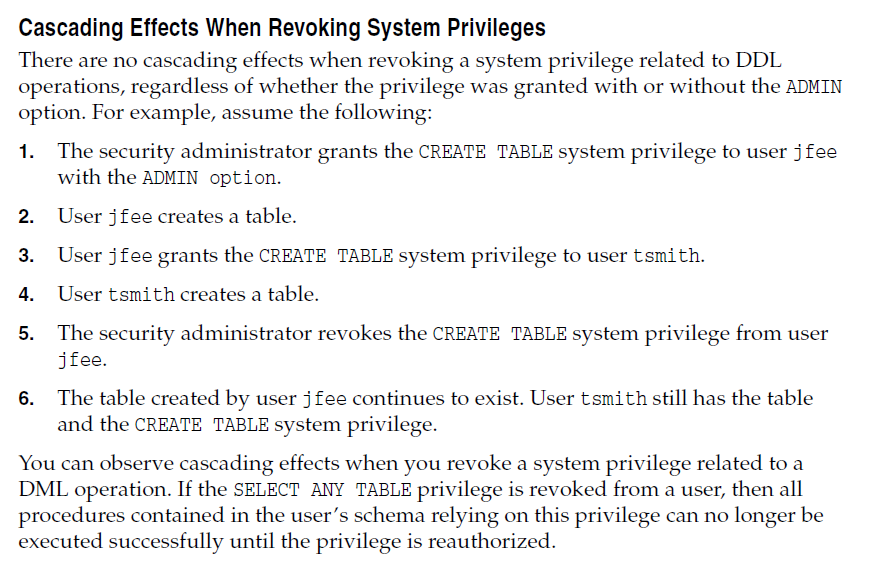 Cascading Effects When Revoking System Privileges
There are no cascading effects when revoking a system privilege related to DDL
operations, regardless of whether the privilege was granted with or without the ADMIN
option. For example, assume the following:
1. The security administrator grants the CREATE TABLE system privilege to user jfee
with the ADMIN option.
2. User jfee creates a table.
3. User jfee grants the CREATE TABLE system privilege to user tsmith.
4. User tsmith creates a table.
5. The security administrator revokes the CREATE TABLE system privilege from user
jfee.
6. The table created by user jfee continues to exist. User tsmith still has the table
and the CREATE TABLE system privilege.
You can observe cascading effects when you revoke a system privilege related to a
DML operation. If the SELECT ANY TABLE privilege is revoked from a user, then all
procedures contained in the user's schema relying on this privilege can no longer be
executed successfully until the privilege is reauthorized.